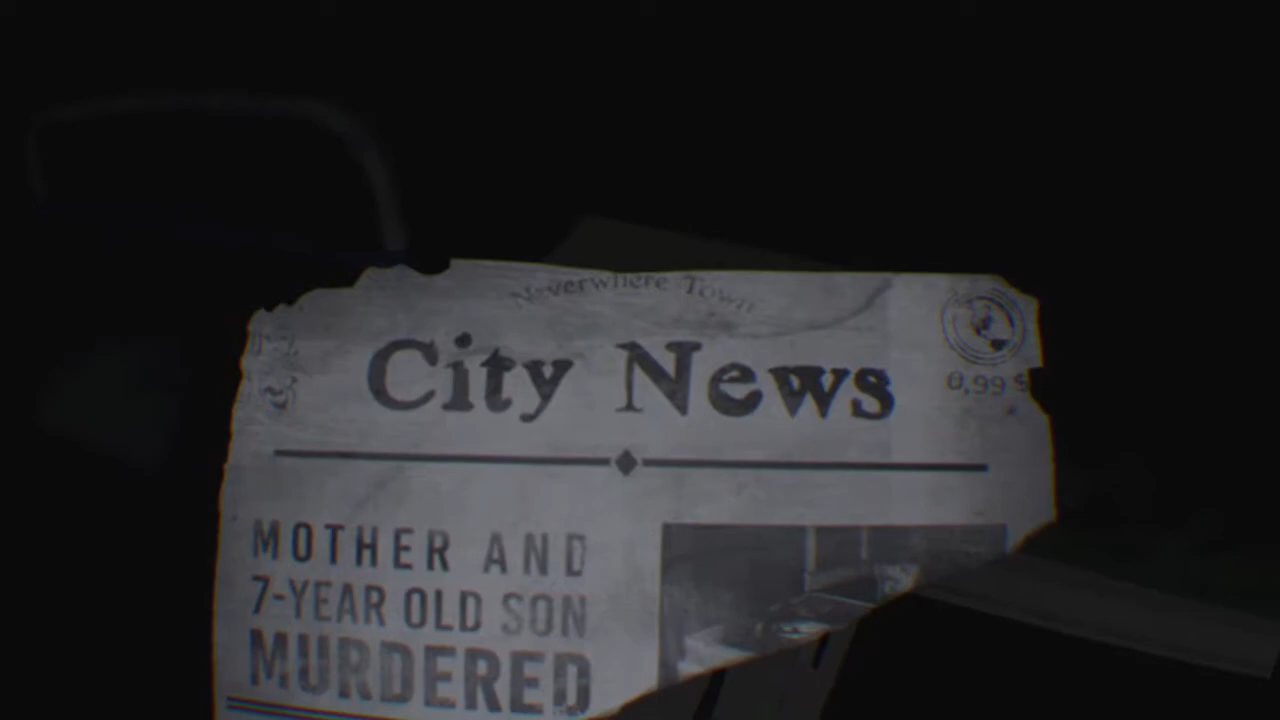 Neverwhere Town
City News
0,99 $
MOTHER AND
7-YEAR OLD SON
MURDERED